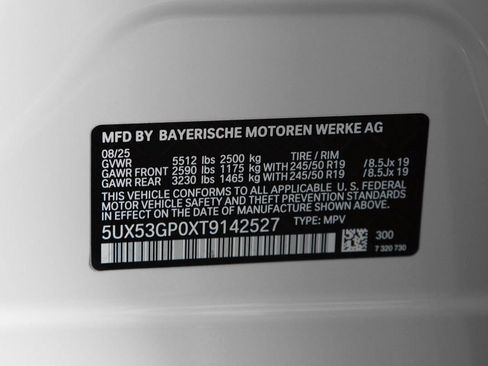 MFD BY BAYERISCHE MOTOREN WERKE AG
08/25
GVWR 5512 lbs 2500 kg TIRE / RIM
GAWR FRONT 2590 lbs 1175 kg WITH 245/50 R19 /8.5Jx 19
GAWR REAR 3230 lbs 1465 kg WITH 245/50 R19 /8.5Jx 19
THIS VEHICLE CONFORMS TO ALL APPLICABLE U. S. FEDERAL
MOTOR VEHICLE SAFETY AND THEFT PREVENTION STANDARDS
IN EFFECT ON THE DATE OF MANUFACTURE SHOWN ABOVE.
5UX53GP0XT9142527 TYPE: MPV
300
7 320 730